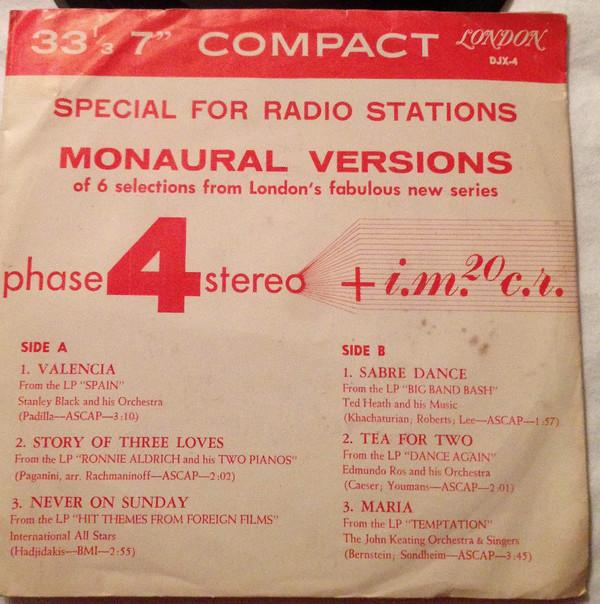 33 1/3 7" COMPACT LONDON
DJX-4
SPECIAL FOR RADIO STATIONS
MONAURAL VERSIONS
of 6 selections from London's fabulous new series
phase 4 stereo + i.m. 20 c.r.
SIDE A
1. VALENCIA
From the LP "SPAIN"
Stanley Black and his Orchestra
(Padilla—ASCAP—3:10)
2. STORY OF THREE LOVES
From the LP "RONNIE ALDRICH and his TWO PIANOS"
(Paganini, arr. Rachmaninoff—ASCAP—2:02)
3. NEVER ON SUNDAY
From the LP "HIT THEMES FROM FOREIGN FILMS"
International All Stars
(Hadjidakis—BMI—2:55)
SIDE B
1. SABRE DANCE
From the LP "BIG BAND BASH"
Ted Heath and his Music
(Khachaturian; Roberts; Lee—ASCAP—1:57)
2. TEA FOR TWO
From the LP "DANCE AGAIN"
Edmundo Ros and his Orchestra
(Caeser; Youmans—ASCAP—2:01)
3. MARIA
From the LP "TEMPTATION"
The John Keating Orchestra & Singers
(Bernstein; Sondheim—ASCAP—3:45)